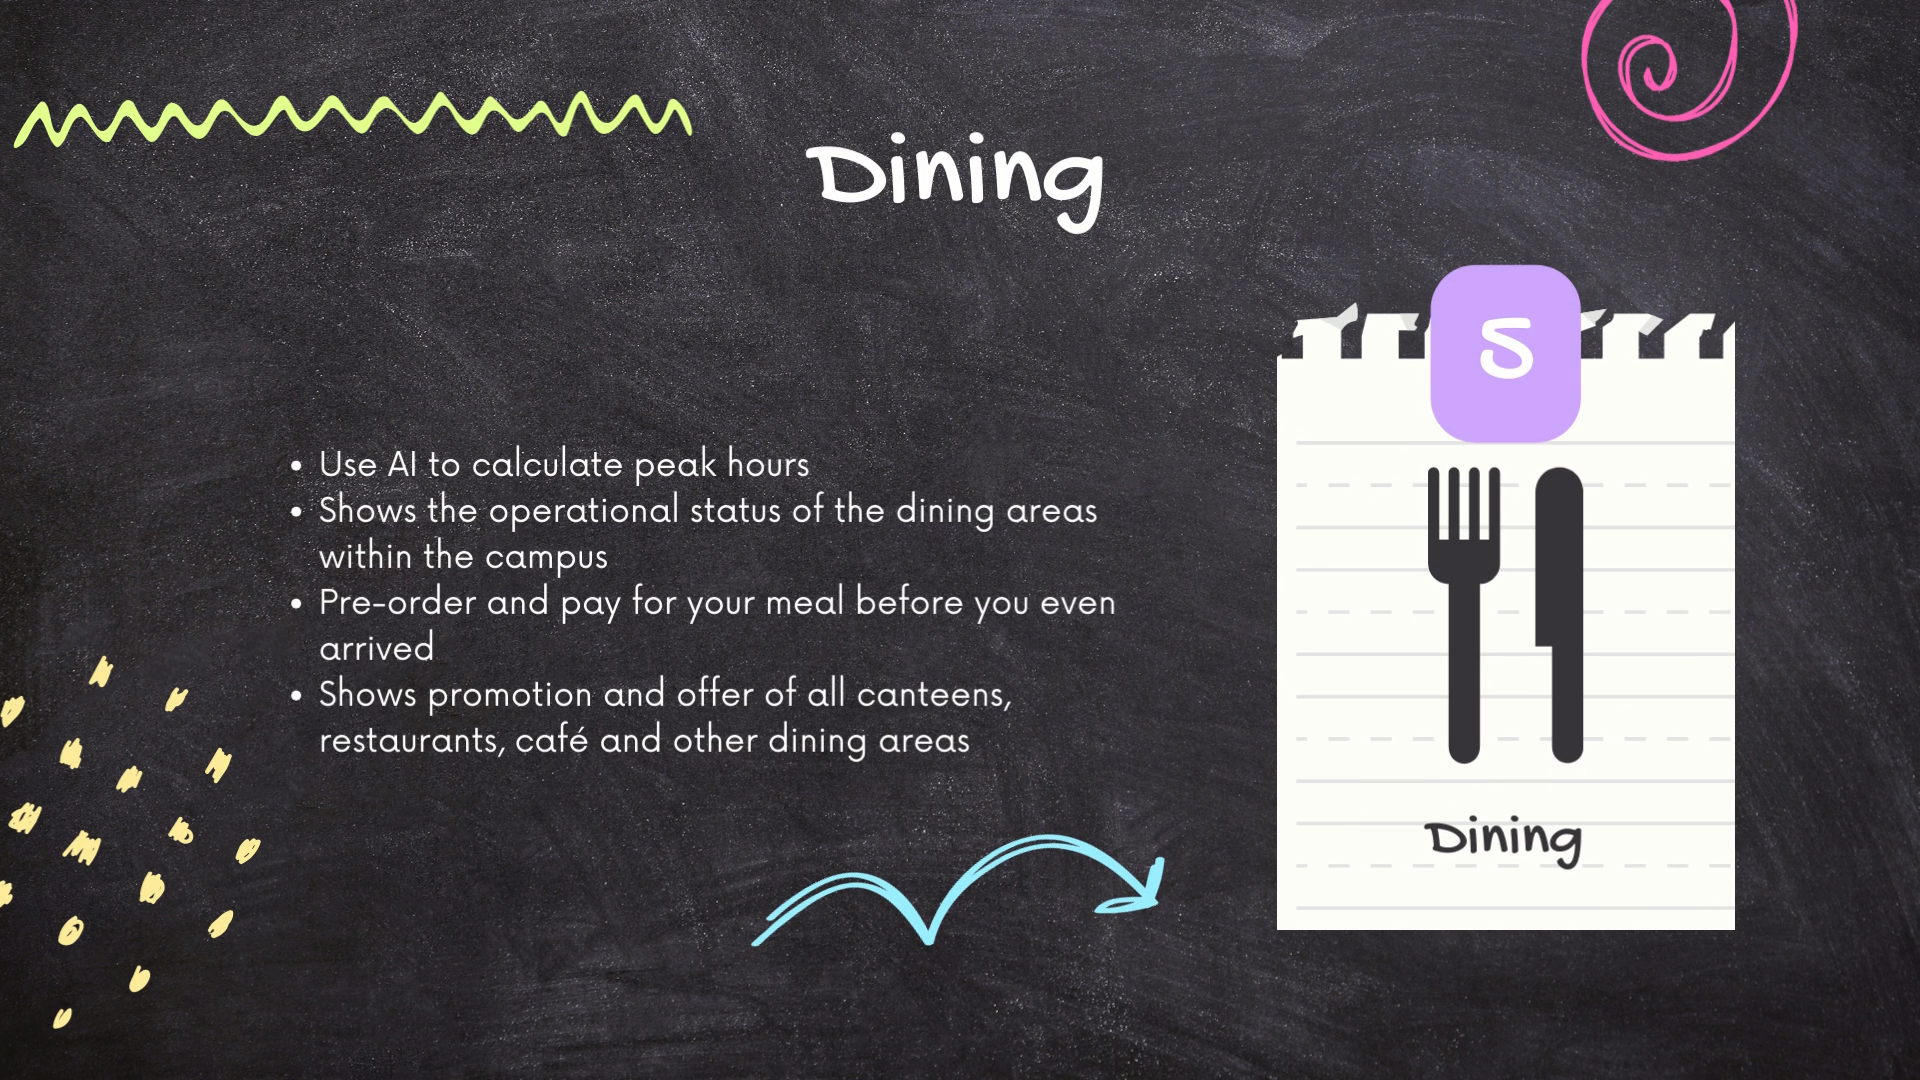 Dining
S
• Use AI to calculate peak hours
• Shows the operational status of the dining areas
within the campus
• Pre-order and pay for your meal before you even
arrived
• Shows promotion and offer of all canteens,
restaurants, café and other dining areas
Dining